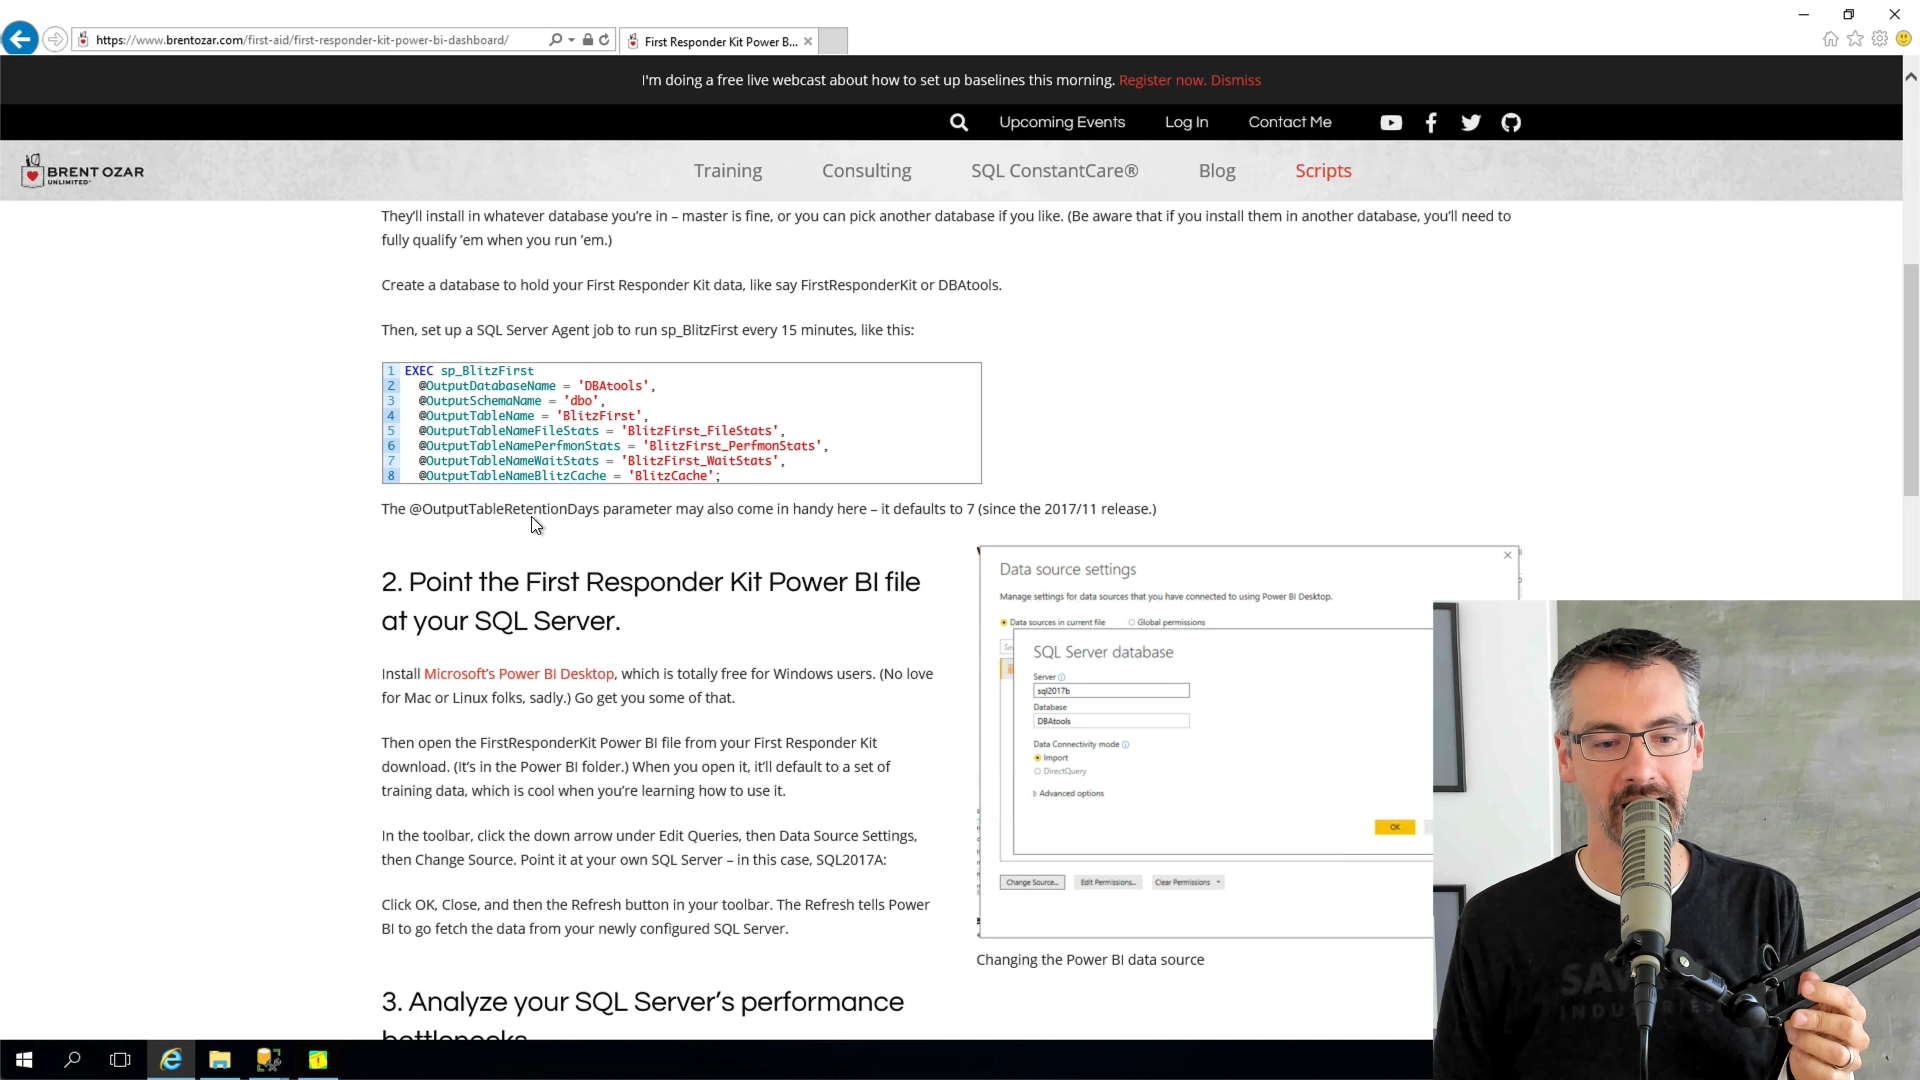 https://www.brentozar.com/first-aid/first-responder-kit-power-bi-dashboard/
First Responder Kit Power B...
I'm doing a free live webcast about how to set up baselines this morning. Register now. Dismiss
Upcoming Events Log In Contact Me
BRENT OZAR
UNLIMITED
Training Consulting SQL ConstantCare® Blog Scripts
They'll install in whatever database you're in – master is fine, or you can pick another database if you like. (Be aware that if you install them in another database, you'll need to
fully qualify 'em when you run 'em.)
Create a database to hold your First Responder Kit data, like say FirstResponderKit or DBAtools.
Then, set up a SQL Server Agent job to run sp_BlitzFirst every 15 minutes, like this:
1 EXEC sp_BlitzFirst
2 @OutputDatabaseName = 'DBAtools',
3 @OutputSchemaName = 'dbo',
4 @OutputTableName = 'BlitzFirst',
5 @OutputTableNameFileStats = 'BlitzFirst_FileStats',
6 @OutputTableNamePerfmonStats = 'BlitzFirst_PerfmonStats',
7 @OutputTableNameWaitStats = 'BlitzFirst_WaitStats',
8 @OutputTableNameBlitzCache = 'BlitzCache';
The @OutputTableRetentionDays parameter may also come in handy here – it defaults to 7 (since the 2017/11 release.)
2. Point the First Responder Kit Power BI file
at your SQL Server.
Install Microsoft's Power BI Desktop, which is totally free for Windows users. (No love
for Mac or Linux folks, sadly.) Go get you some of that.
Then open the FirstResponderKit Power BI file from your First Responder Kit
download. (It's in the Power BI folder.) When you open it, it'll default to a set of
training data, which is cool when you're learning how to use it.
In the toolbar, click the down arrow under Edit Queries, then Data Source Settings,
then Change Source. Point it at your own SQL Server – in this case, SQL2017A:
Click OK, Close, and then the Refresh button in your toolbar. The Refresh tells Power
BI to go fetch the data from your newly configured SQL Server.
Data source settings
Manage settings for data sources that you have connected to using Power BI Desktop.
Data sources in current file Global permissions
SQL Server database
Server
sql2017b
Database
DBAtools
Data Connectivity mode
Import
DirectQuery
Advanced options
OK
Change Source... Edit Permissions... Clear Permissions
Changing the Power BI data source
3. Analyze your SQL Server's performance
bottlenecks